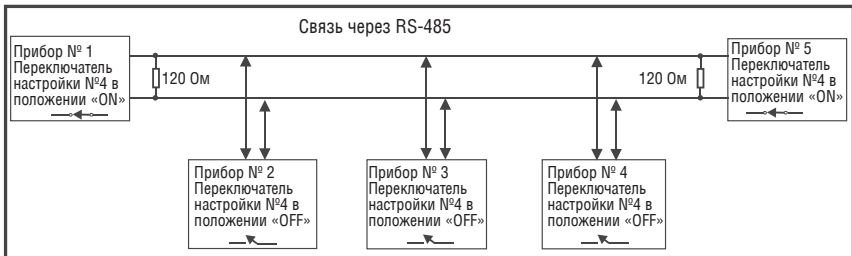 Связь через RS-485
Прибор № 1
Переключатель
настройки №4 в
положении «ON»
120 Ом
120 Ом
Прибор № 5
Переключатель
настройки №4 в
положении «ON»
Прибор № 2
Переключатель
настройки №4 в
положении «OFF»
Прибор № 3
Переключатель
настройки №4 в
положении «OFF»
Прибор № 4
Переключатель
настройки №4 в
положении «OFF»